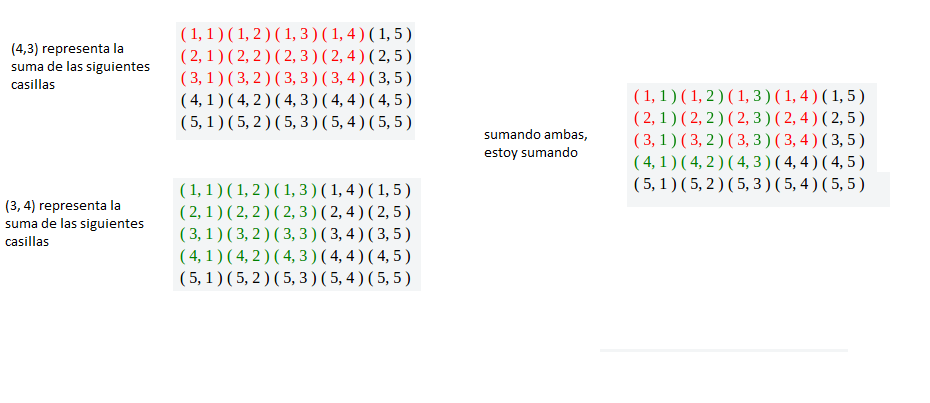 (4,3) representa la
suma de las siguientes
casillas
( 1, 1 ) ( 1, 2 ) ( 1, 3 ) ( 1, 4 ) ( 1, 5 )
( 2, 1 ) ( 2, 2 ) ( 2, 3 ) ( 2, 4 ) ( 2, 5 )
( 3, 1 ) ( 3, 2 ) ( 3, 3 ) ( 3, 4 ) ( 3, 5 )
( 4, 1 ) ( 4, 2 ) ( 4, 3 ) ( 4, 4 ) ( 4, 5 )
( 5, 1 ) ( 5, 2 ) ( 5, 3 ) ( 5, 4 ) ( 5, 5 )
(3, 4) representa la
suma de las siguientes
casillas
( 1, 1 ) ( 1, 2 ) ( 1, 3 ) ( 1, 4 ) ( 1, 5 )
( 2, 1 ) ( 2, 2 ) ( 2, 3 ) ( 2, 4 ) ( 2, 5 )
( 3, 1 ) ( 3, 2 ) ( 3, 3 ) ( 3, 4 ) ( 3, 5 )
( 4, 1 ) ( 4, 2 ) ( 4, 3 ) ( 4, 4 ) ( 4, 5 )
( 5, 1 ) ( 5, 2 ) ( 5, 3 ) ( 5, 4 ) ( 5, 5 )
sumando ambas,
estoy sumando
( 1, 1 ) ( 1, 2 ) ( 1, 3 ) ( 1, 4 ) ( 1, 5 )
( 2, 1 ) ( 2, 2 ) ( 2, 3 ) ( 2, 4 ) ( 2, 5 )
( 3, 1 ) ( 3, 2 ) ( 3, 3 ) ( 3, 4 ) ( 3, 5 )
( 4, 1 ) ( 4, 2 ) ( 4, 3 ) ( 4, 4 ) ( 4, 5 )
( 5, 1 ) ( 5, 2 ) ( 5, 3 ) ( 5, 4 ) ( 5, 5 )